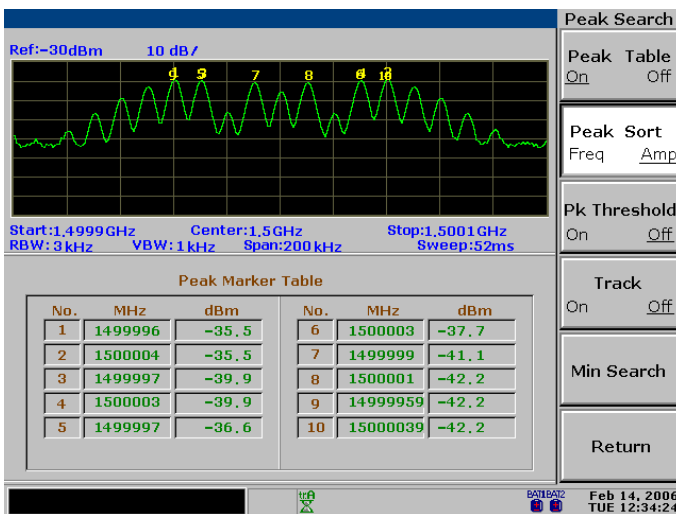 Peak Search
Ref:-30dBm 10 dB/
7 8
Peak Table
On Off
Peak Sort
Freq Amp
Pk Threshold
On Off
Track
On Off
Min Search
Return
Start:1.4999GHz Center:1.5GHz Stop:1.5001GHz
RBW:3kHz VBW:1kHz Span:200kHz Sweep:52ms
Peak Marker Table
No. MHz dBm No. MHz dBm
1 1499996 -35.5 6 1500003 -37.7
2 1500004 -35.5 7 1499999 -41.1
3 1499997 -39.9 8 1500001 -42.2
4 1500003 -39.9 9 14999959 -42.2
5 1499997 -36.6 10 15000039 -42.2
trA
BAT1BAT2
Feb 14, 2006
TUE 12:34:24